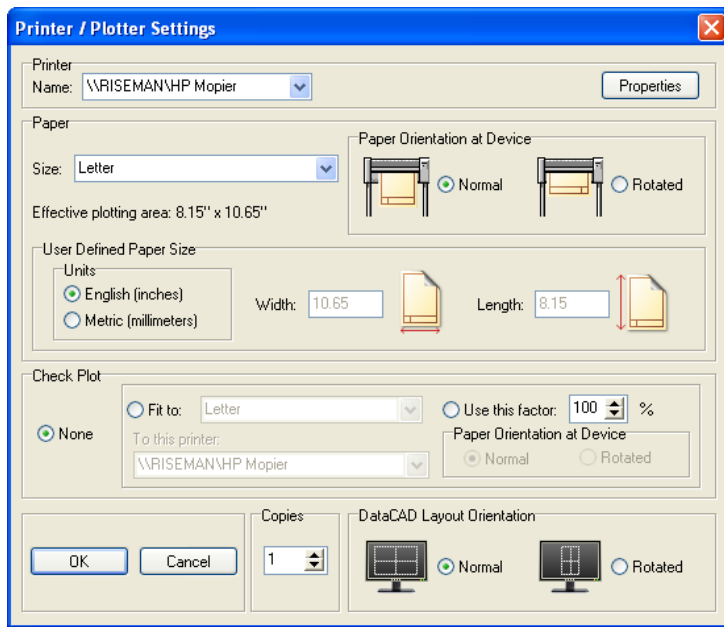 Printer / Plotter Settings
Printer
Name: \\RISEMAN\HP Mopier
Properties
Paper
Size: Letter
Effective plotting area: 8.15" x 10.65"
Paper Orientation at Device
Normal
Rotated
User Defined Paper Size
Units
English (inches)
Metric (millimeters)
Width: 10.65
Length: 8.15
Check Plot
None
Fit to: Letter
To this printer:
\\RISEMAN\HP Mopier
Use this factor: 100 %
Paper Orientation at Device
Normal
Rotated
OK
Cancel
Copies
1
DataCAD Layout Orientation
Normal
Rotated